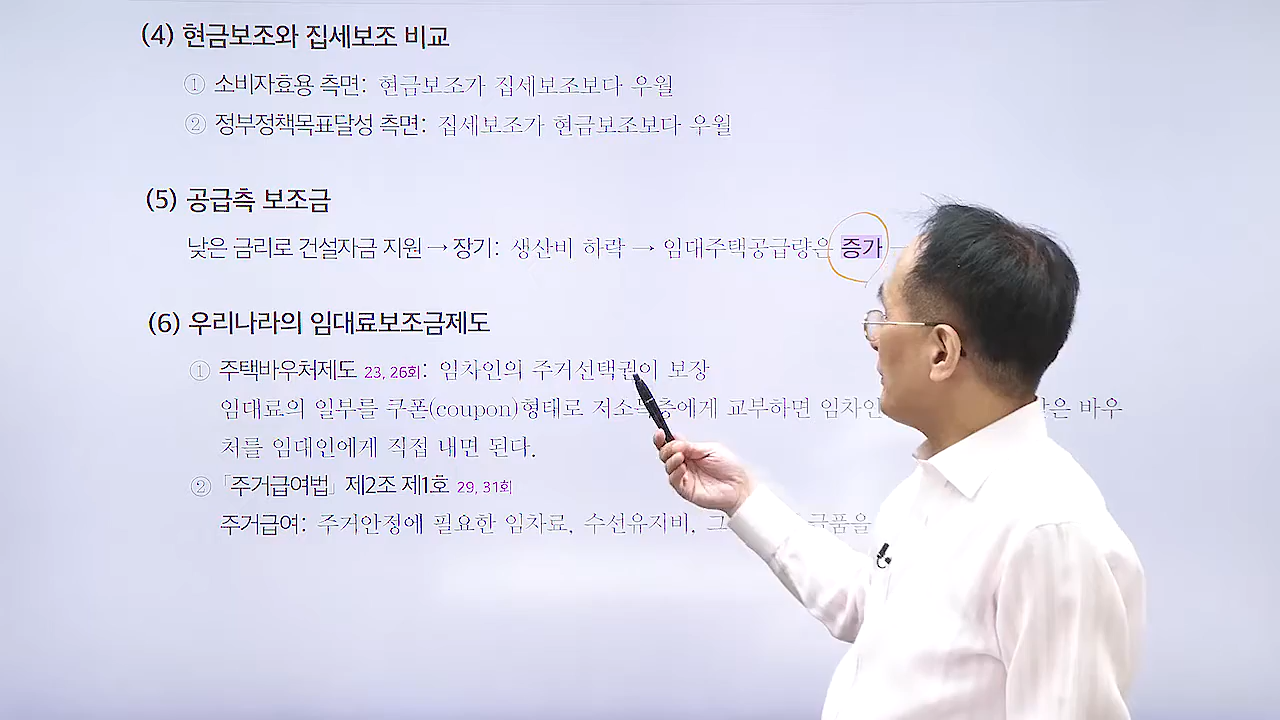 (4) 현금보조와 집세보조 비교
① 소비자효용 측면: 현금보조가 집세보조보다 우월
② 정부정책목표달성 측면: 집세보조가 현금보조보다 우월
(5) 공급측 보조금
낮은 금리로 건설자금 지원 → 장기: 생산비 하락 → 임대주택공급량은 증가
(6) 우리나라의 임대료보조금제도
① 주택바우처제도 23, 26회: 임차인의 주거선택권이 보장
임대료의 일부를 쿠폰(coupon)형태로 저소득층에게 교부하면 임차인 바우
처를 임대인에게 직접 내면 된다.
② 「주거급여법」 제2조 제1호 29, 31회
주거급여: 주거안정에 필요한 임차료, 수선유지비, 그